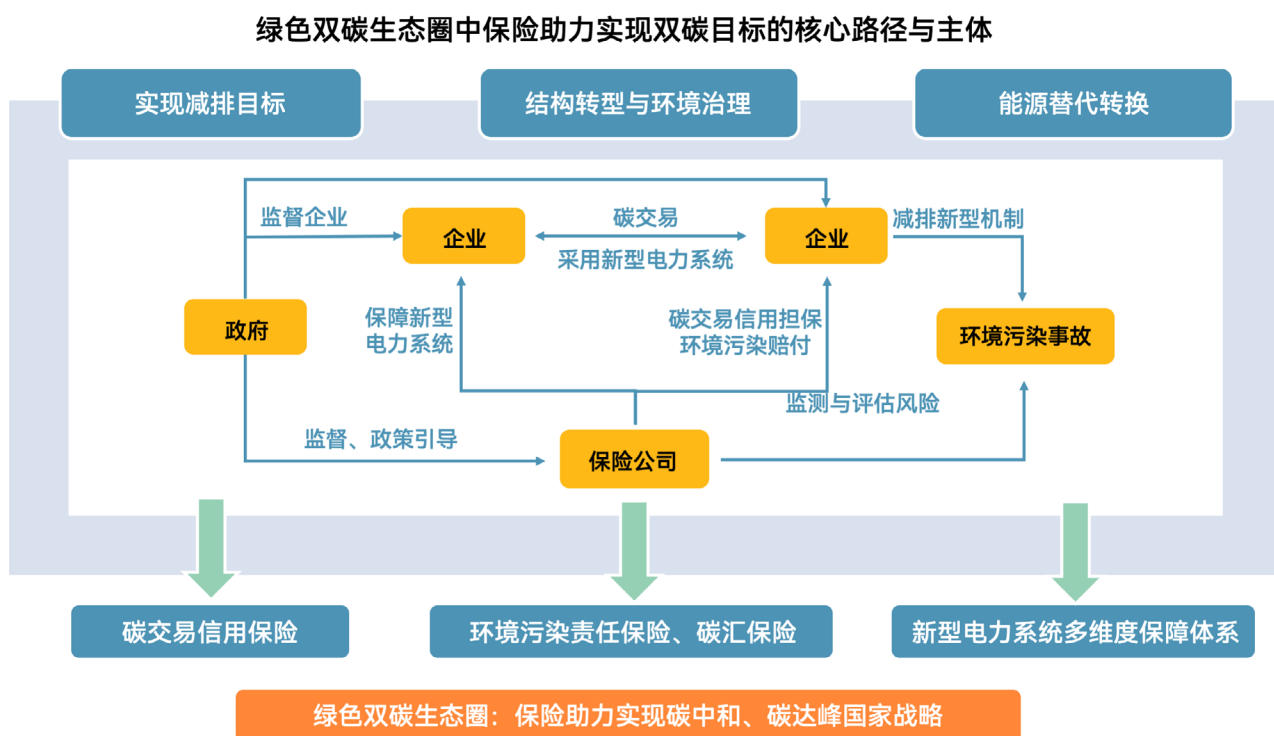 绿色双碳生态圈中保险助力实现双碳目标的核心路径与主体
实现减排目标
结构转型与环境治理
能源替代转换
监督企业
企业
碳交易
采用新型电力系统
企业
减排新型机制
政府
保障新型
电力系统
碳交易信用担保
环境污染赔付
环境污染事故
监测与评估风险
监督、政策引导
保险公司
碳交易信用保险
环境污染责任保险、碳汇保险
新型电力系统多维度保障体系
绿色双碳生态圈：保险助力实现碳中和、碳达峰国家战略